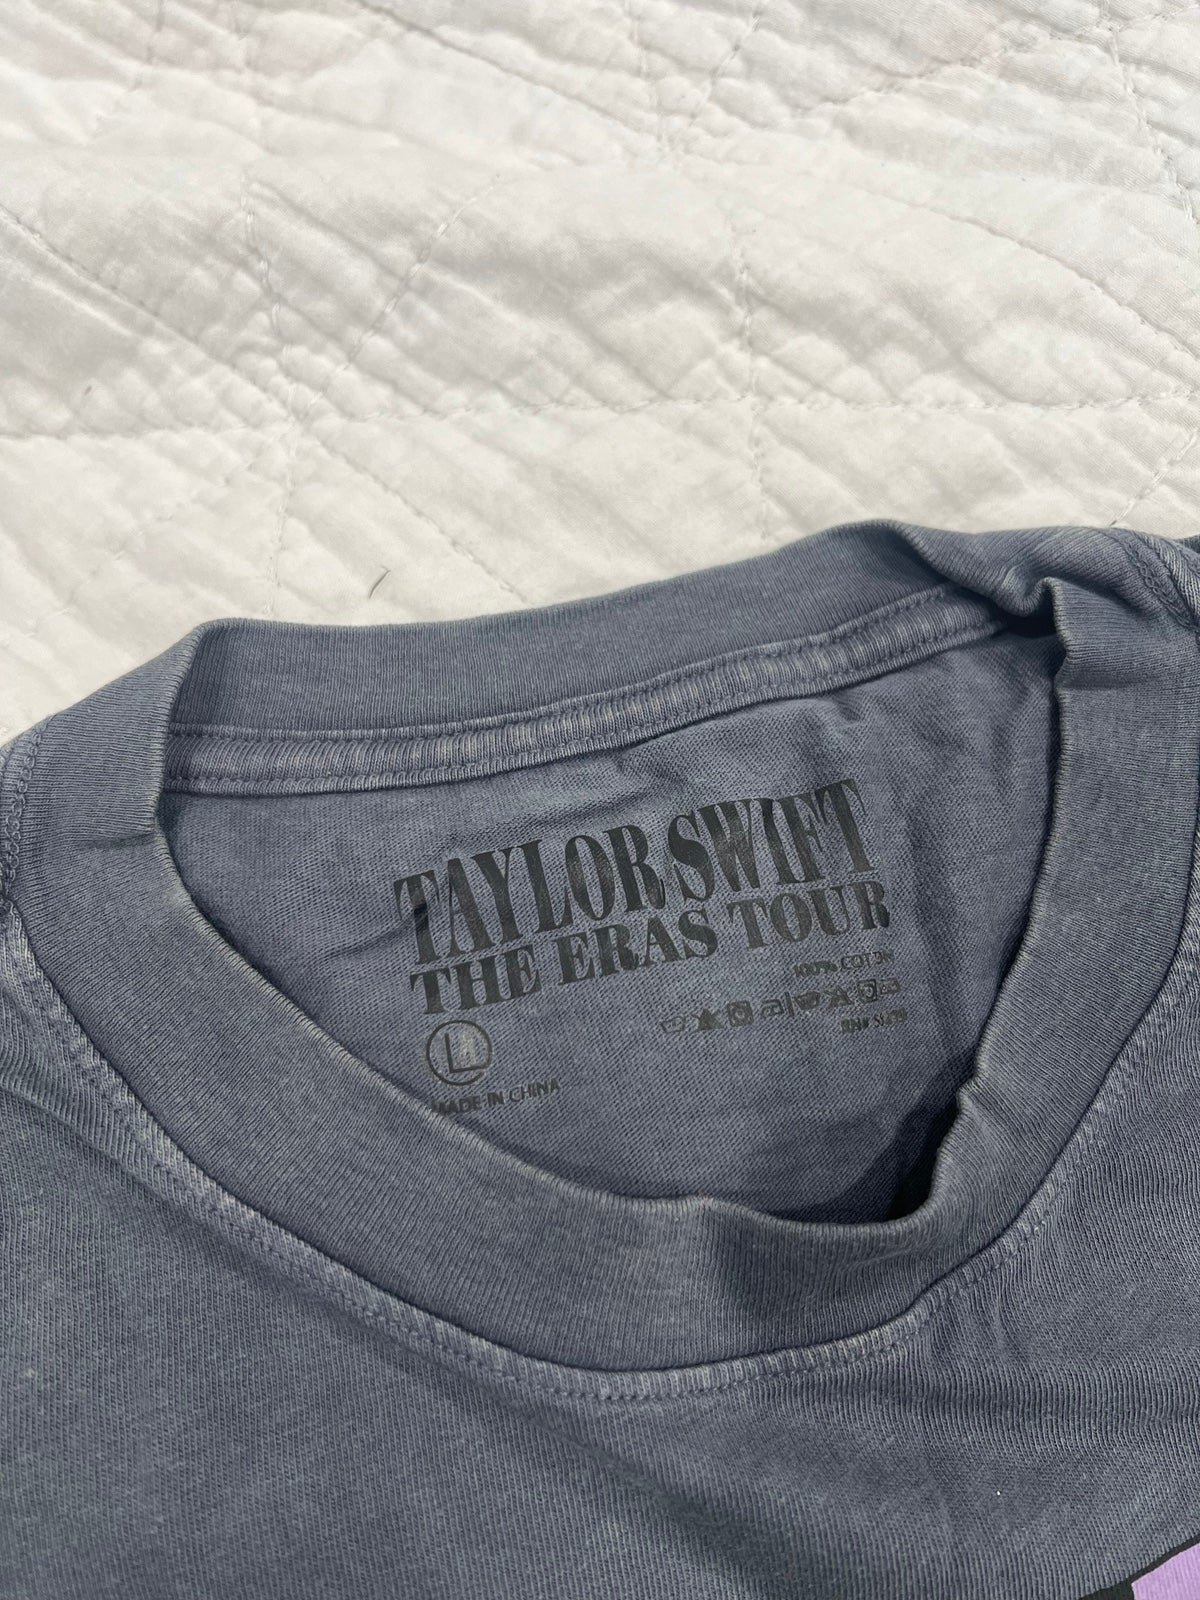 TAYLOR SWIFT
THE ERAS TOUR
100% COTTON
L
MADE IN CHINA